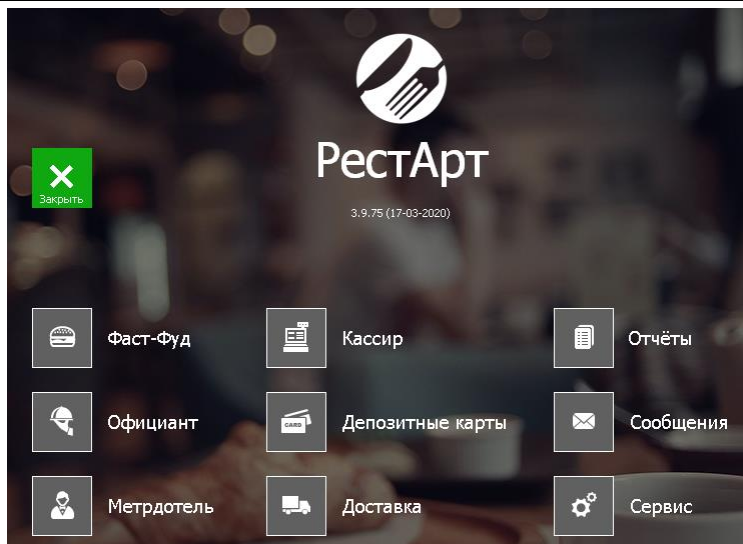 РестАрт
Закрыть
3.9.75 (17-03-2020)
Фаст-Фуд
Кассир
Отчёты
Официант
CARD
Депозитные карты
Сообщения
Метрдотель
Доставка
Сервис